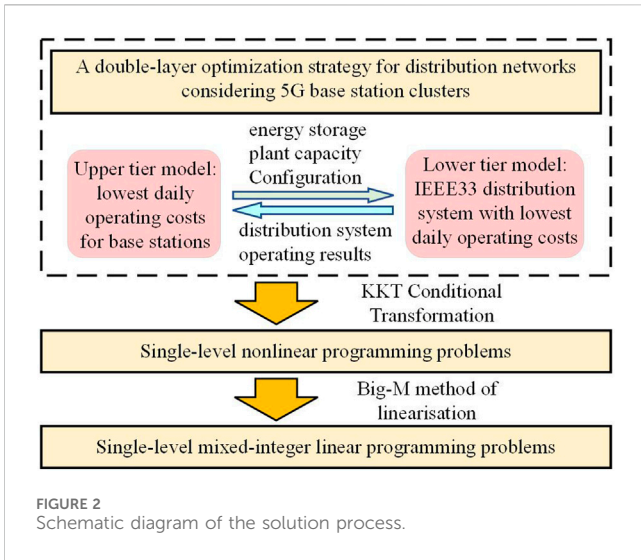 A double-layer optimization strategy for distribution networks
considering 5G base station clusters
Upper tier model:
lowest daily
operating costs
for base stations
energy storage
plant capacity
Configuration
distribution system
operating results
Lower tier model:
IEEE33 distribution
system with lowest
daily operating costs
KKT Conditional
Transformation
Single-level nonlinear programming problems
Big-M method of
linearisation
Single-level mixed-integer linear programming problems
FIGURE 2
Schematic diagram of the solution process.